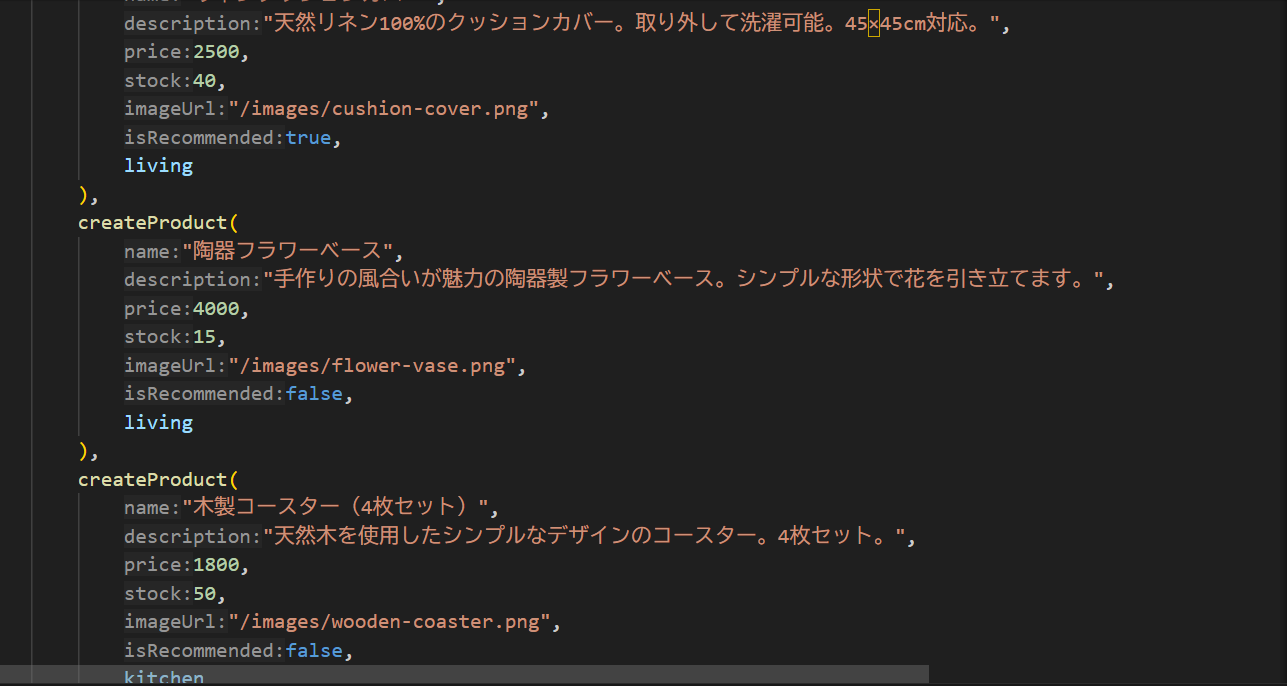 description:"天然リネン100%のクッションカバー。取り外して洗濯可能。45×45cm対応。",
price:2500,
stock:40,
imageUrl:"/images/cushion-cover.png",
isRecommended:true,
living
),
createProduct(
name:"陶器フラワーベース",
description:"手作りの風合いが魅力の陶器製フラワーベース。シンプルな形状で花を引き立てます。",
price:4000,
stock:15,
imageUrl:"/images/flower-vase.png",
isRecommended:false,
living
),
createProduct(
name:"木製コースター（4枚セット）",
description:"天然木を使用したシンプルなデザインのコースター。4枚セット。",
price:1800,
stock:50,
imageUrl:"/images/wooden-coaster.png",
isRecommended:false,
kitchen